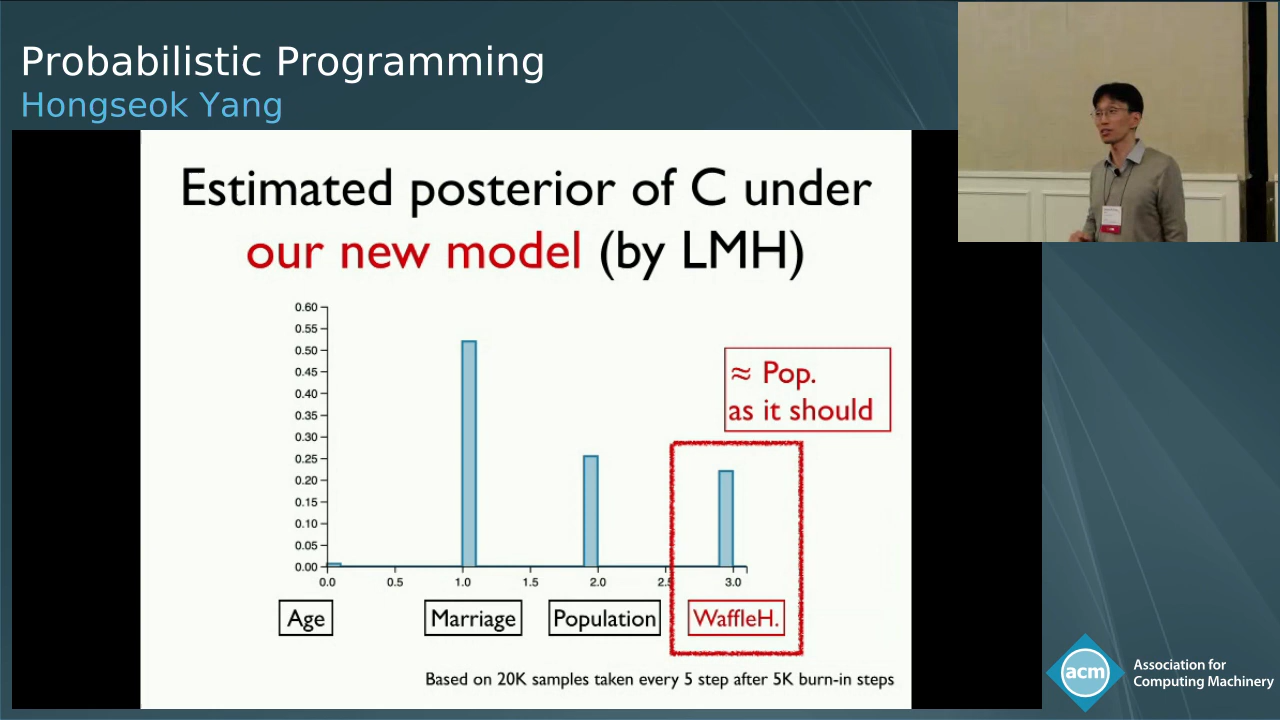 Probabilistic Programming
Hongseok Yang
Estimated posterior of C under
our new model (by LMH)
0.60
0.55
0.50
0.45
0.40
0.35
0.30
0.25
0.20
0.15
0.10
0.05
0.00
0.0 0.5 1.0 1.5 2.0 2.5 3.0
≈ Pop.
as it should
Age Marriage Population WaffleH.
Based on 20K samples taken every 5 step after 5K burn-in steps
acm
Association for
Computing Machinery